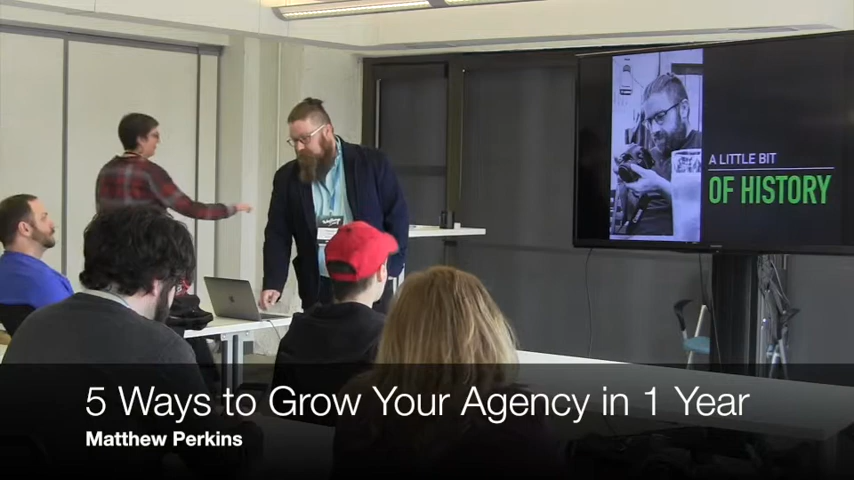 A LITTLE BIT
OF HISTORY
5 Ways to Grow Your Agency in 1 Year
Matthew Perkins